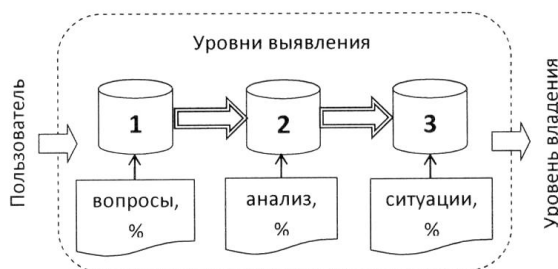 Уровни выявления
Пользователь
1
2
3
Уровень владения
вопросы,
%
анализ,
%
ситуации,
%